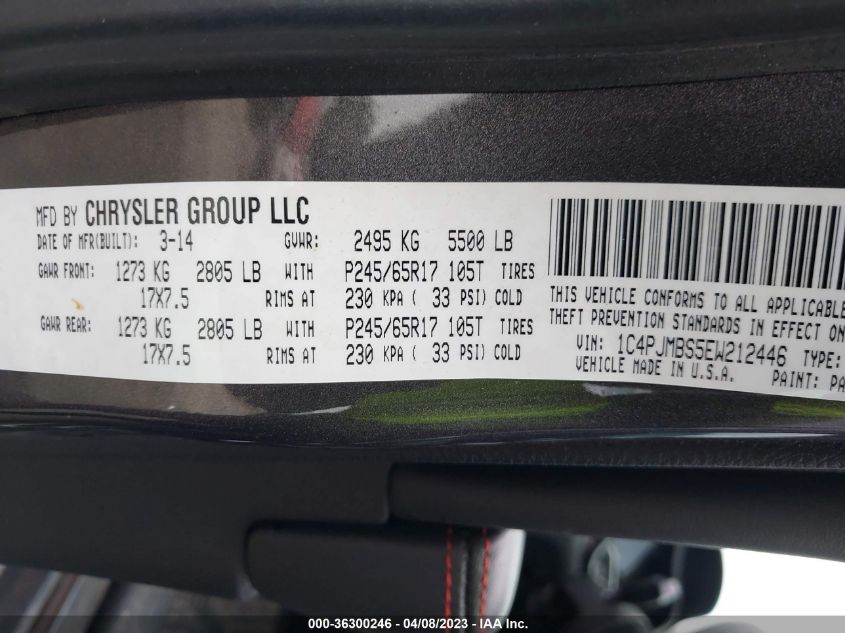 MFD BY CHRYSLER GROUP LLC
DATE OF MFR(BUILT): 3-14 GVWR: 2495 KG 5500 LB
GAWR FRONT: 1273 KG 2805 LB WITH P245/65R17 105T TIRES
17X7.5 RIMS AT 230 KPA ( 33 PSI) COLD
GAWR REAR: 1273 KG 2805 LB WITH P245/65R17 105T TIRES
17X7.5 RIMS AT 230 KPA ( 33 PSI) COLD
THIS VEHICLE CONFORMS TO ALL APPLICABLE
THEFT PREVENTION STANDARDS IN EFFECT ON
VIN: 1C4PJMBS5EW212446 TYPE:
VEHICLE MADE IN U.S.A. PAINT: PA
000-36300246 - 04/08/2023 - IAA Inc.